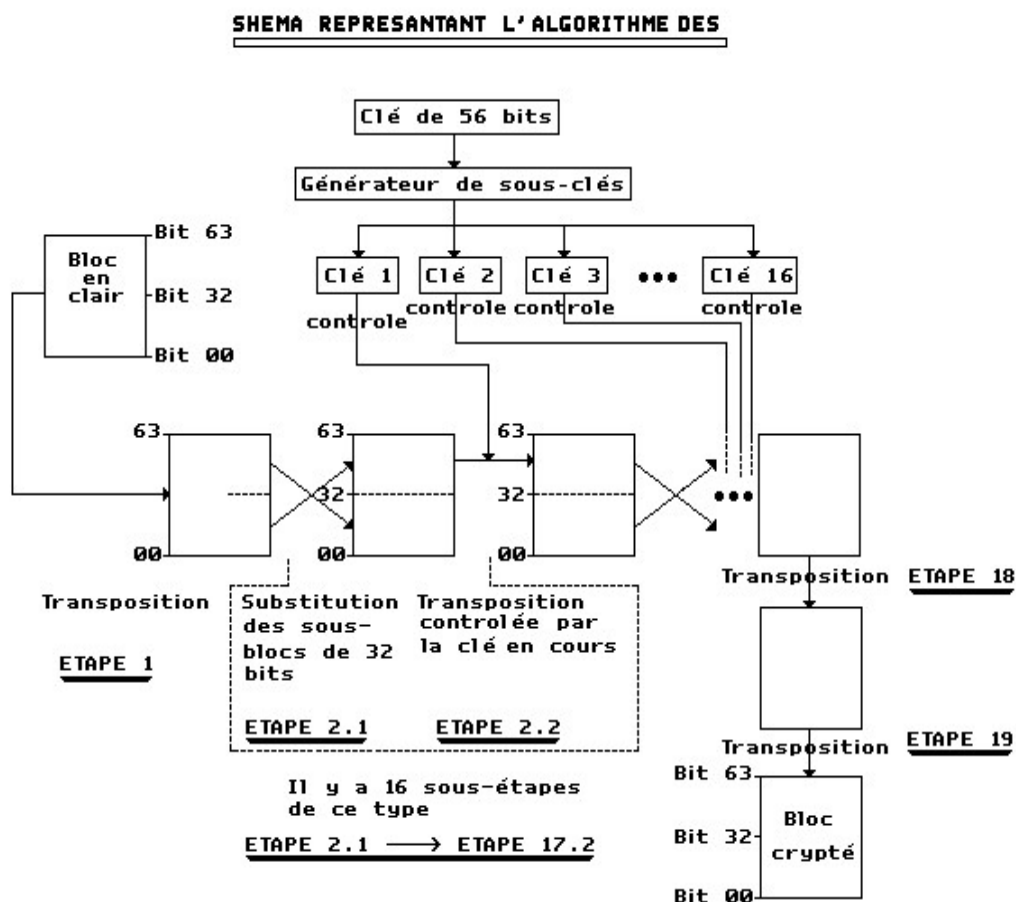 SHEMA REPRESANTANT L'ALGORITHME DES
Clé de 56 bits
Générateur de sous-clés
Bloc
en
clair
Bit 63
Bit 32
Bit 00
Clé 1
Clé 2
Clé 3
●●●
Clé 16
controle
controle
controle
controle
63
00
63
32
00
63
32
00
●●●
Transposition
ETAPE 1
Substitution
des sous-
blocs de 32
bits
ETAPE 2.1
Transposition
controlée par
la clé en cours
ETAPE 2.2
Il y a 16 sous-étapes
de ce type
ETAPE 2.1 → ETAPE 17.2
Transposition ETAPE 18
Transposition ETAPE 19
Bit 63
Bit 32
Bit 00
Bloc
crypté